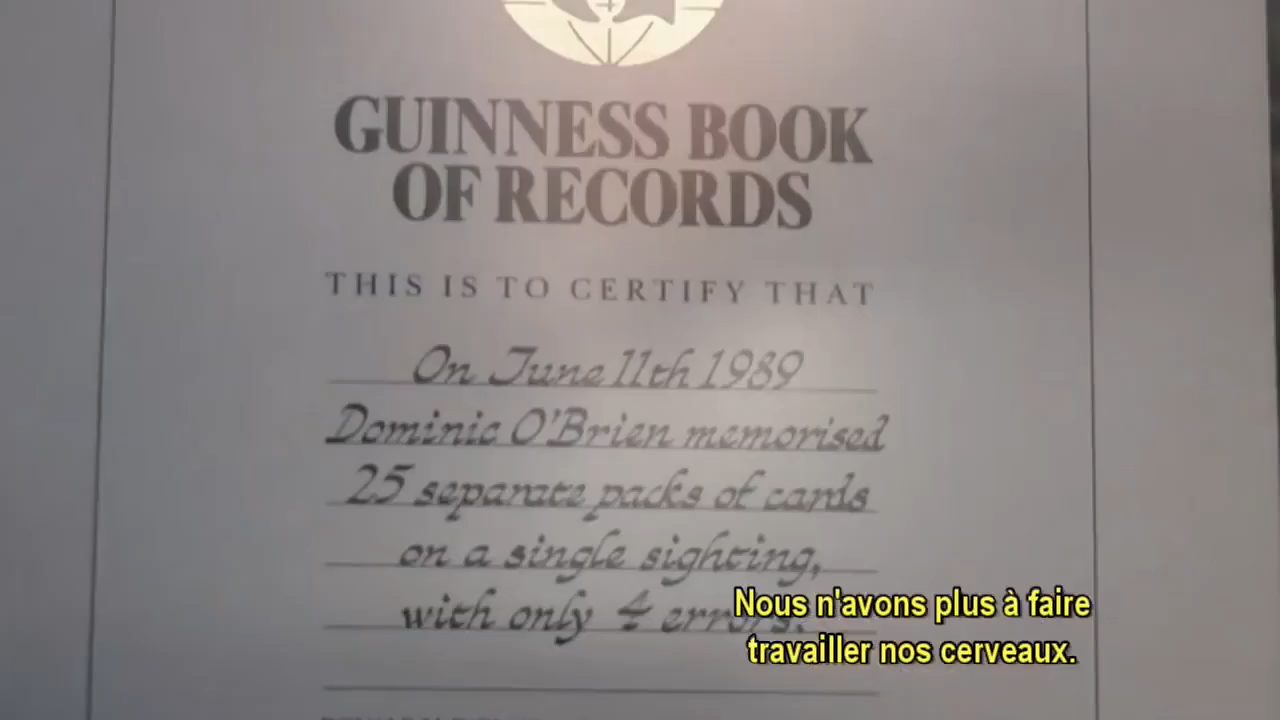 GUINNESS BOOK
OF RECORDS
THIS IS TO CERTIFY THAT
On June 11th 1989
Dominic O'Brien memorised
25 separate packs of cards
on a single sighting,
with only 4 errors.
Nous n'avons plus à faire
travailler nos cerveaux.